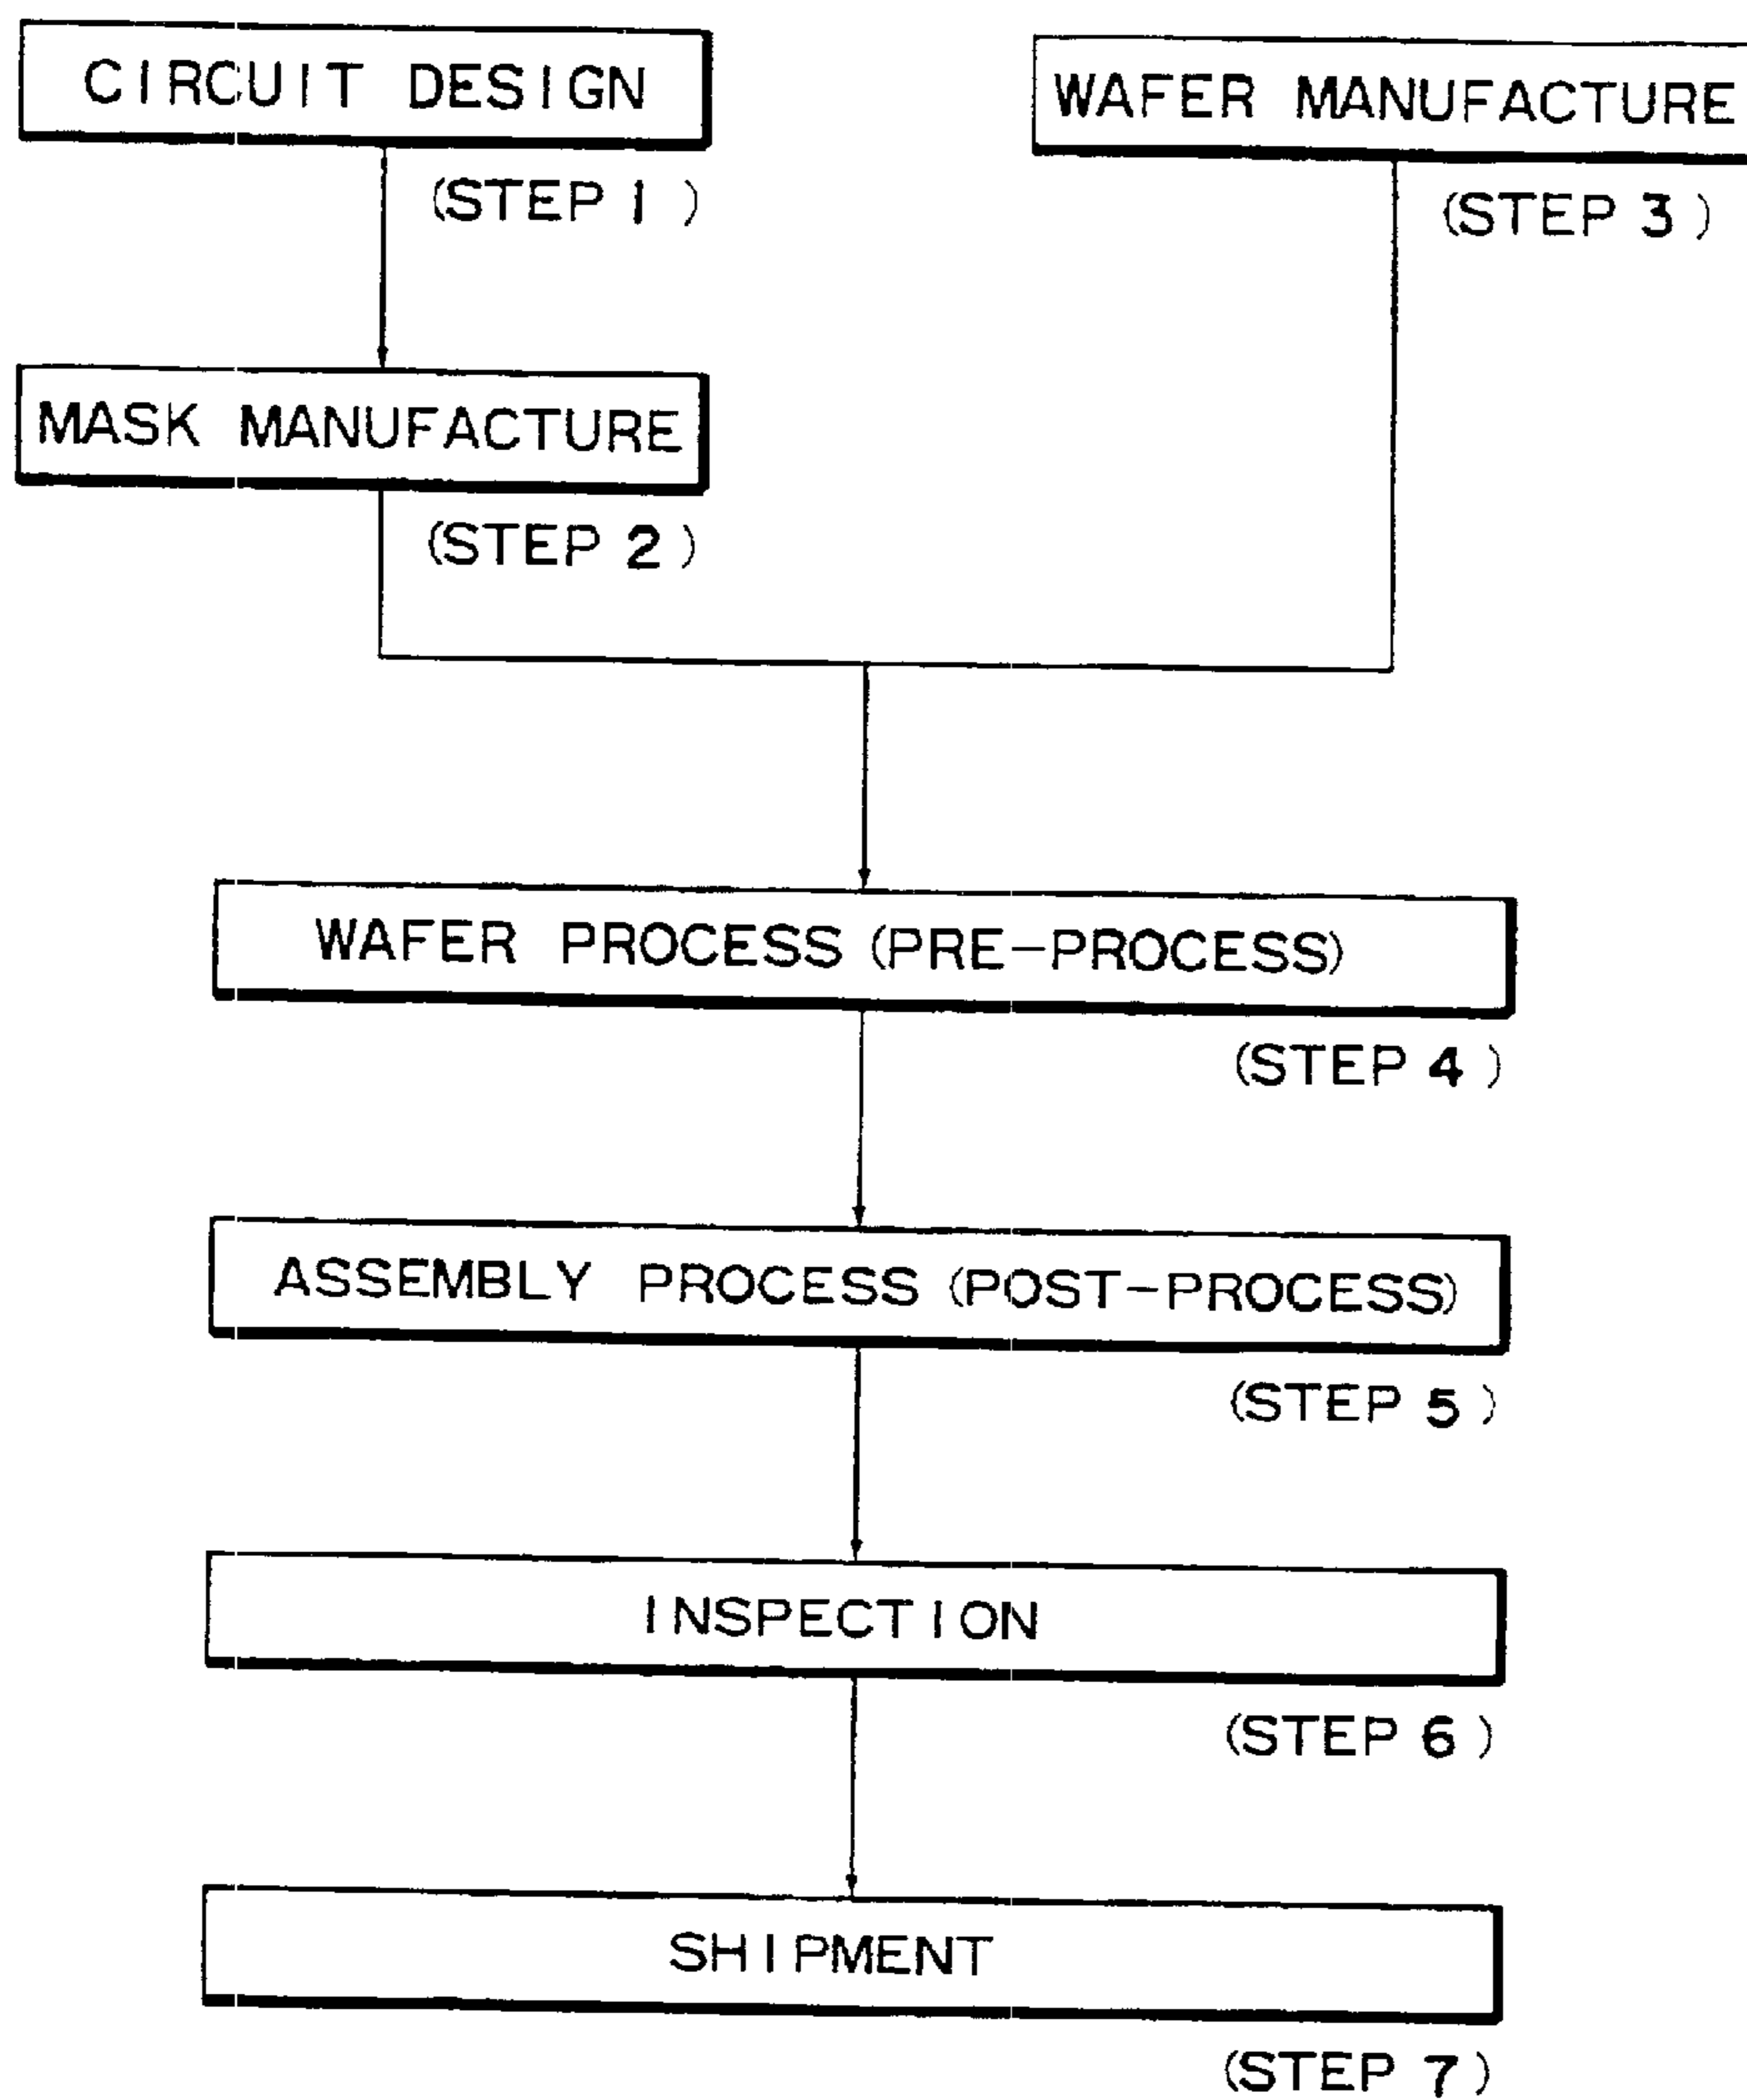 CIRCUIT DESIGN
(STEP 1)
WAFER MANUFACTURE
(STEP 3)
MASK MANUFACTURE
(STEP 2)
WAFER PROCESS (PRE-PROCESS)
(STEP 4)
ASSEMBLY PROCESS (POST-PROCESS)
(STEP 5)
INSPECTION
(STEP 6)
SHIPMENT
(STEP 7)